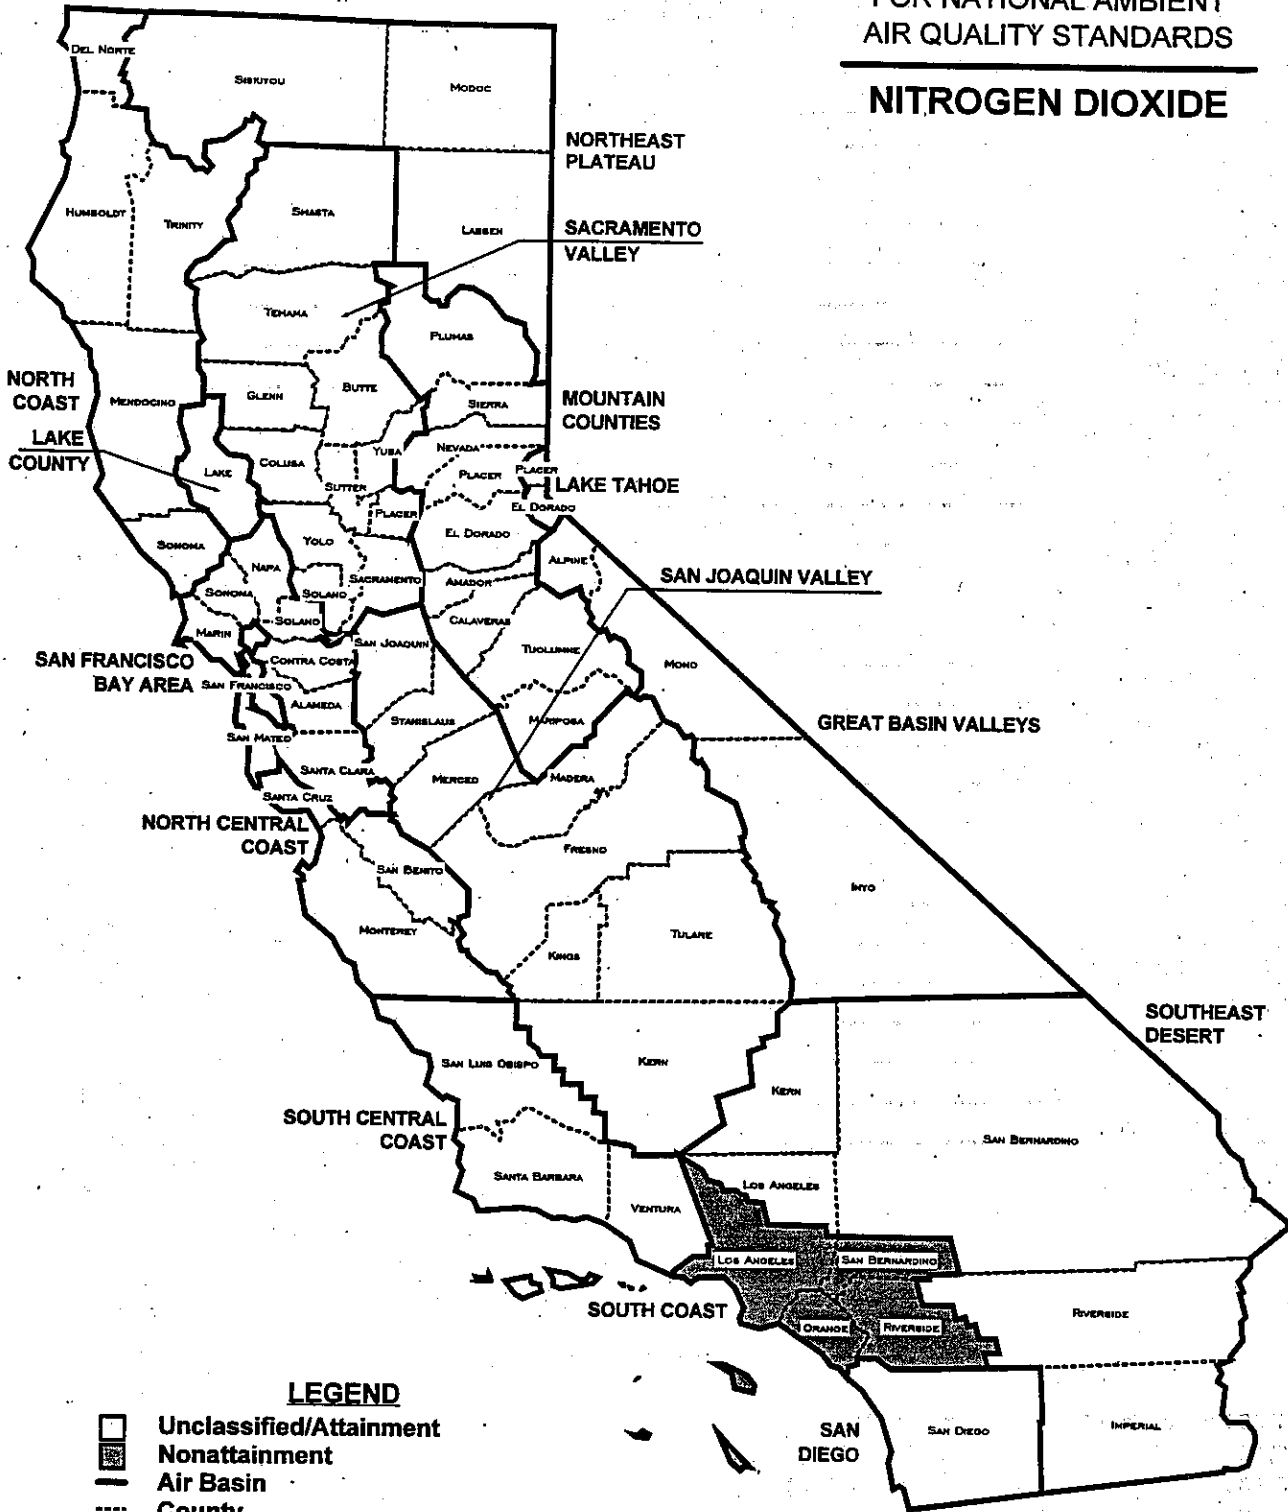 FOR NATIONAL AMBIENT
AIR QUALITY STANDARDS
NITROGEN DIOXIDE
DEL NORTE
SISKIYOU
MODOC
NORTHEAST
PLATEAU
HUMBOLDT
TRINITY
SHASTA
LASSEN
SACRAMENTO
VALLEY
TEHAMA
PLUMAS
NORTH
COAST
MENDOCINO
GLENN
BUTTE
SIERRA
MOUNTAIN
COUNTIES
LAKE
COUNTY
LAKE
COLUSA
YUBA
NEVADA
SUTTER
PLACER
PLACER
PLACER
LAKE TAHOE
EL DORADO
EL DORADO
SONOMA
YOLO
NAPA
SACRAMENTO
ALPINE
AMADOR
SAN JOAQUIN VALLEY
SONOMA
SOLANO
SOLANO
CALAVERAS
MARIN
SAN JOAQUIN
TUOLUMNE
MONO
SAN FRANCISCO
BAY AREA
CONTRA COSTA
SAN FRANCISCO
ALAMEDA
STANISLAUS
MARIPOSA
GREAT BASIN VALLEYS
SAN MATEO
SANTA CLARA
MERCED
MADERA
SANTA CRUZ
NORTH CENTRAL
COAST
FRESNO
SAN BENITO
INYO
MONTEREY
KINGS
TULARE
SOUTHEAST
DESERT
SAN LUIS OBISPO
KERN
KERN
SOUTH CENTRAL
COAST
SAN BERNARDINO
SANTA BARBARA
VENTURA
LOS ANGELES
LOS ANGELES
SAN BERNARDINO
SOUTH COAST
ORANGE
RIVERSIDE
RIVERSIDE
SAN
DIEGO
SAN DIEGO
IMPERIAL
LEGEND
Unclassified/Attainment
Nonattainment
Air Basin
County